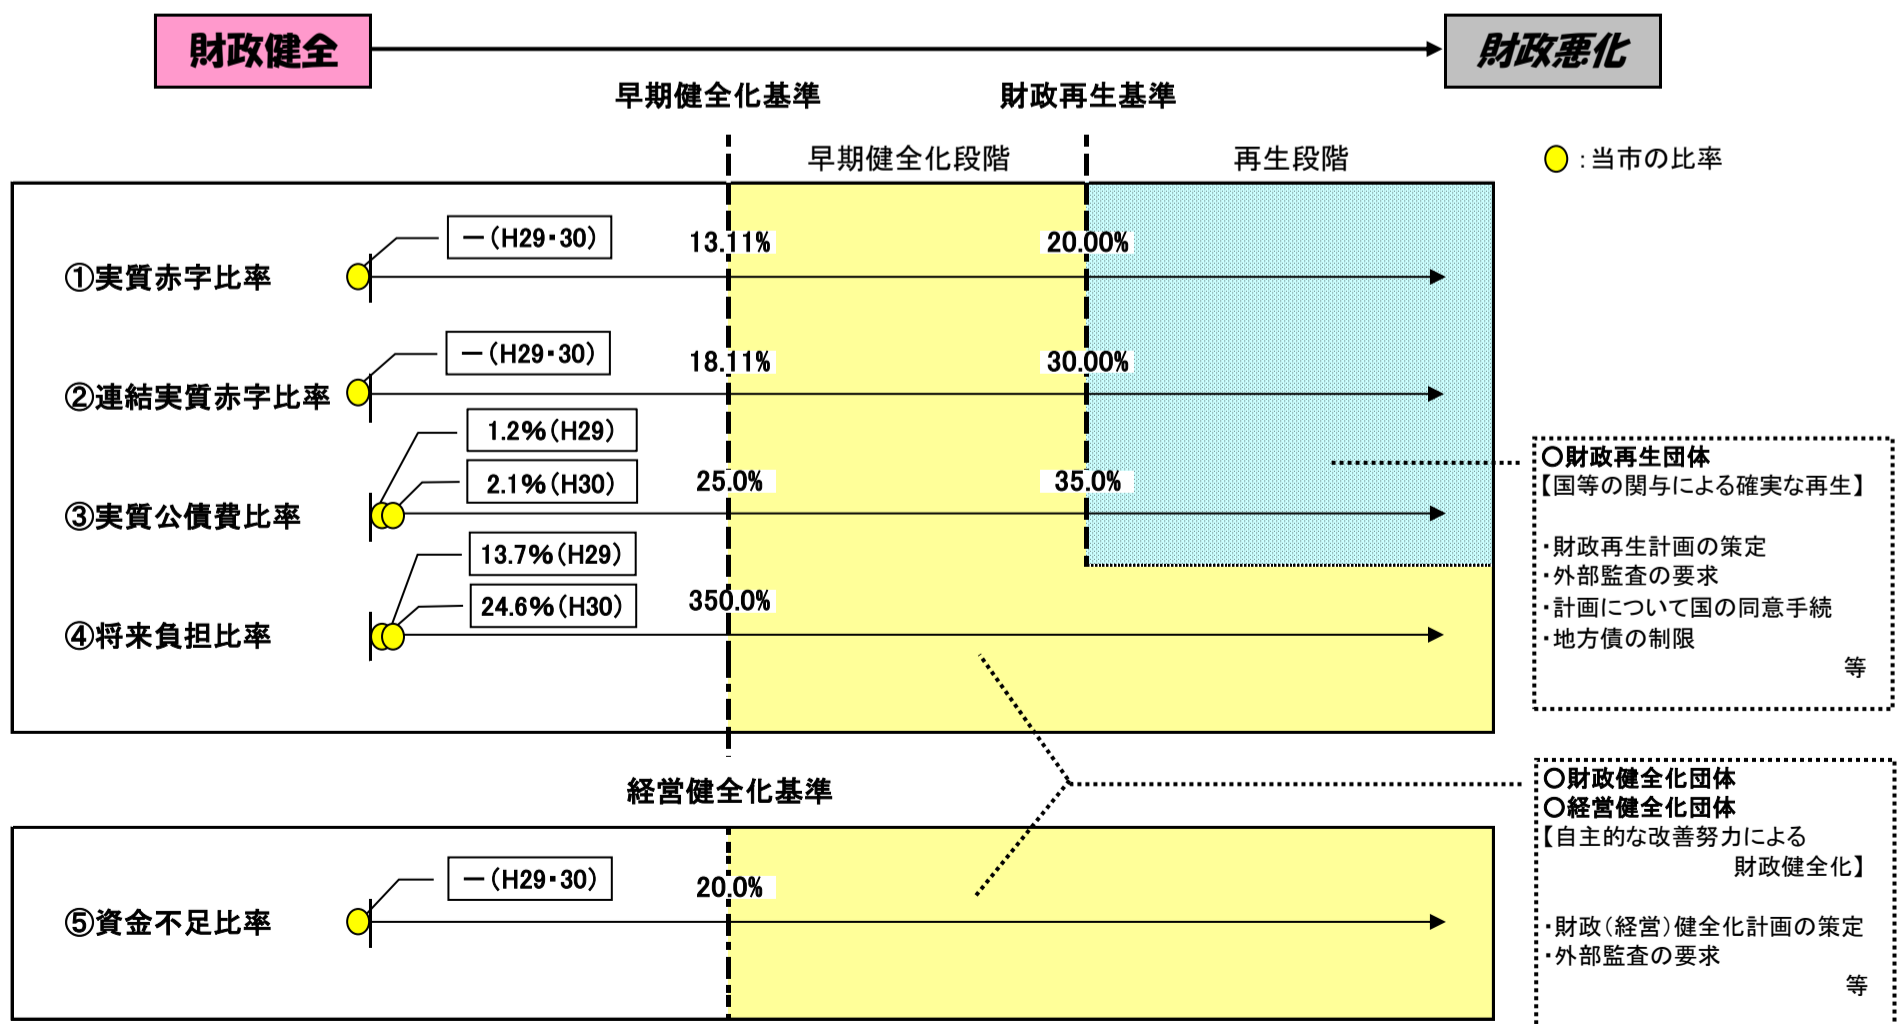 財政健全
財政悪化
早期健全化基準
財政再生基準
早期健全化段階
再生段階
：当市の比率
－(H29・30)
13.11%
20.00%
①実質赤字比率
－(H29・30)
18.11%
30.00%
②連結実質赤字比率
1.2%(H29)
2.1%(H30)
25.0%
35.0%
③実質公債費比率
13.7%(H29)
24.6%(H30)
350.0%
④将来負担比率
○財政再生団体
【国等の関与による確実な再生】
・財政再生計画の策定
・外部監査の要求
・計画について国の同意手続
・地方債の制限
等
経営健全化基準
－(H29・30)
20.0%
⑤資金不足比率
○財政健全化団体
○経営健全化団体
【自主的な改善努力による
財政健全化】
・財政(経営)健全化計画の策定
・外部監査の要求
等